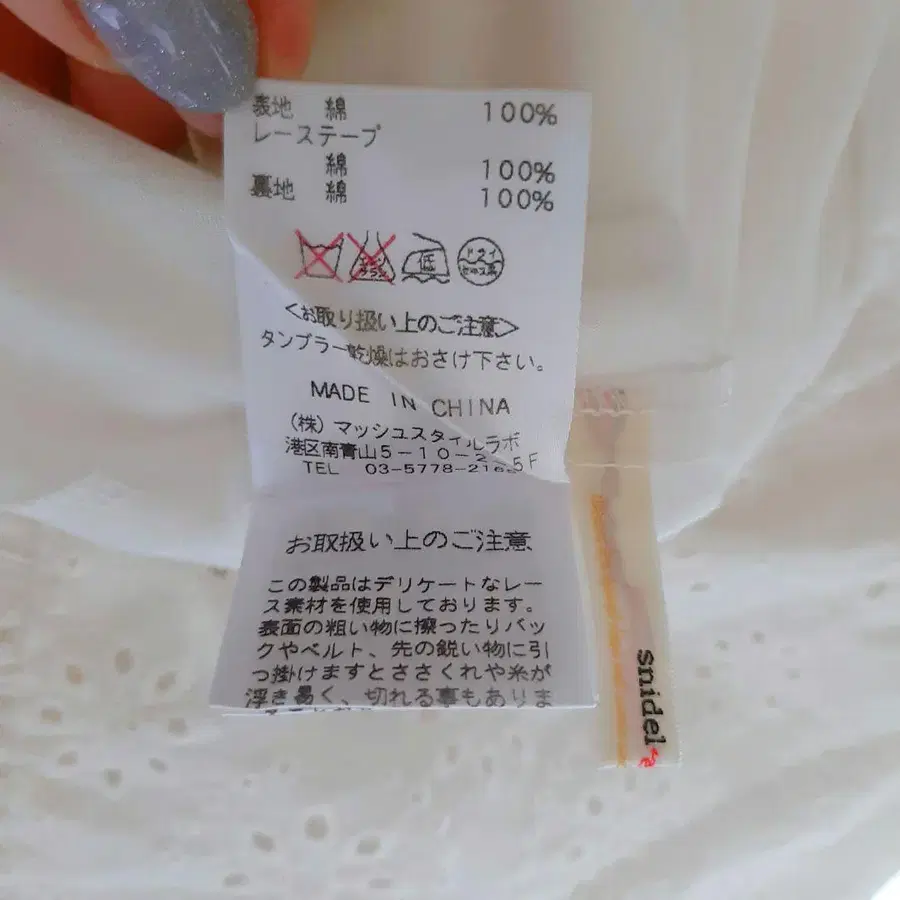 表地 綿 100%
レーステープ
綿 100%
裏地 綿 100%
低
ドライ
<お取り扱い上のご注意>
タンブラー乾燥はおさけ下さい。
MADE IN CHINA
(株) マッシュスタイルラボ
港区南青山5-10-2 5F
TEL 03-5778-216
お取扱い上のご注意
この製品はデリケートなレー
ス素材を使用しております。
表面の粗い物に擦ったりバッ
クやベルト、先の鋭い物に引
っ掛けますとささくれや糸が
浮き易く、切れる事もありま
snidel